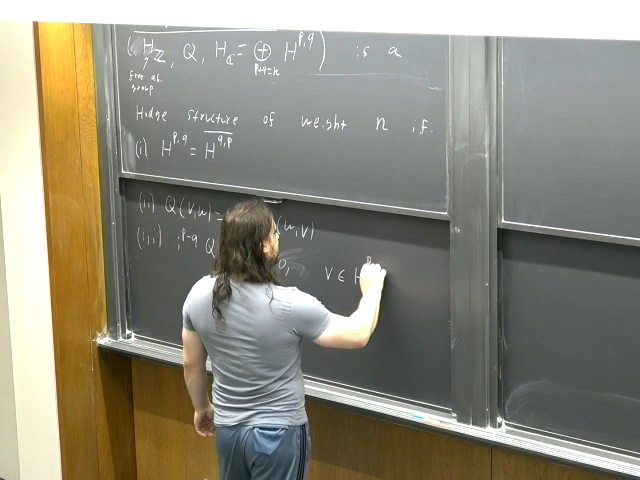 ( H_ℤ , Q , H_ℂ = ⊕_{p+q=n} H^{p,q} ) is a
free ab. group
Hodge structure of weight n if:
(i) H^{p,q} = \overline{H^{q,p}}
(ii) Q(v,w) = (w,v)
(iii) i^{p-q} Q 0, v ∈ H